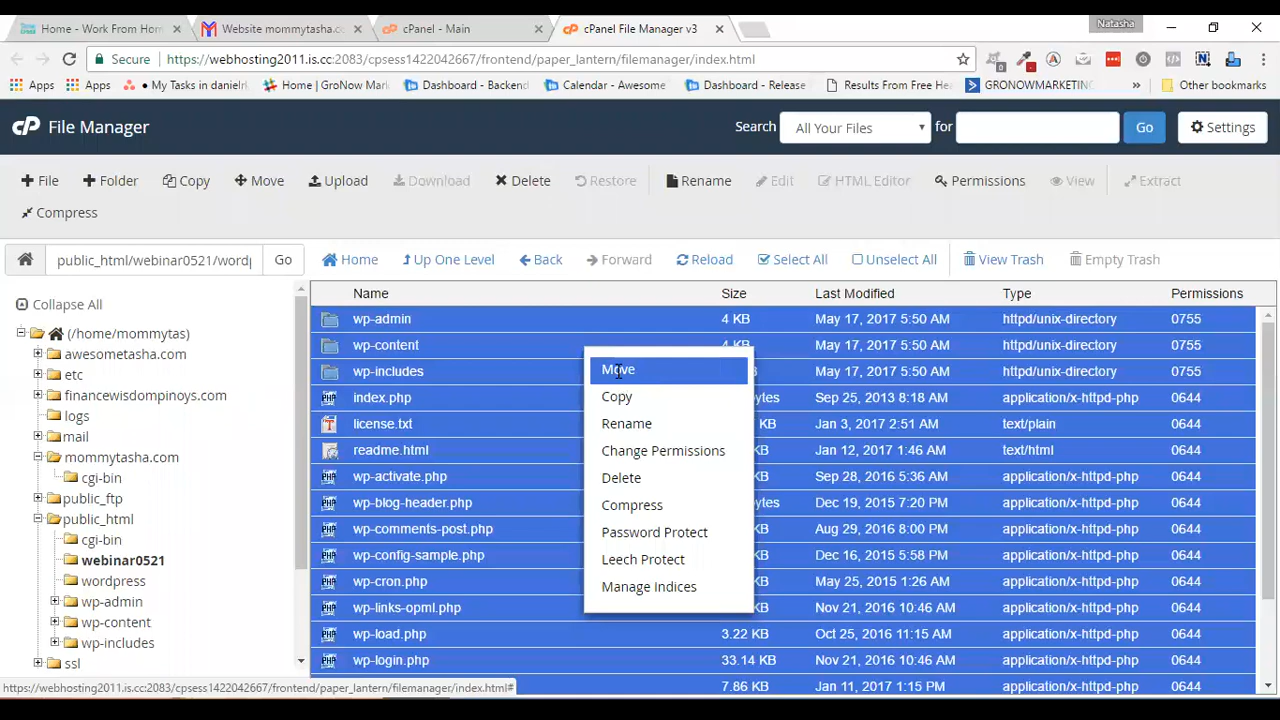 Home - Work From Hom
Website mommytasha.co
cPanel - Main
cPanel File Manager v3
Natasha
Secure
https://webhosting2011.is.cc:2083/cpsess1422042667/frontend/paper_lantern/filemanager/index.html
Apps
Apps
My Tasks in danielrk
Home | GroNow Mark
Dashboard - Backend
Calendar - Awesome
Dashboard - Release
Results From Free Hea
GRONOWMARKETING
»
Other bookmarks
cP File Manager
Search
All Your Files
for
Go
Settings
File
Folder
Copy
Move
Upload
Download
Delete
Restore
Rename
Edit
HTML Editor
Permissions
View
Extract
Compress
public_html/webinar0521/wordp
Go
Home
Up One Level
Back
Forward
Reload
Select All
Unselect All
View Trash
Empty Trash
Collapse All
(/home/mommytas)
awesometasha.com
etc
financewisdompinoys.com
logs
mail
mommytasha.com
cgi-bin
public_ftp
public_html
cgi-bin
webinar0521
wordpress
wp-admin
wp-content
wp-includes
ssl
Name Size Last Modified Type Permissions
wp-admin 4 KB May 17, 2017 5:50 AM httpd/unix-directory 0755
wp-content 4 KB May 17, 2017 5:50 AM httpd/unix-directory 0755
wp-includes May 17, 2017 5:50 AM httpd/unix-directory 0755
index.php bytes Sep 25, 2013 8:18 AM application/x-httpd-php 0644
license.txt KB Jan 3, 2017 2:51 AM text/plain 0644
readme.html Jan 12, 2017 1:46 AM text/html 0644
wp-activate.php Sep 28, 2016 5:36 AM application/x-httpd-php 0644
wp-blog-header.php bytes Dec 19, 2015 7:20 PM application/x-httpd-php 0644
wp-comments-post.php Aug 29, 2016 8:00 PM application/x-httpd-php 0644
wp-config-sample.php Dec 16, 2015 5:58 PM application/x-httpd-php 0644
wp-cron.php May 25, 2015 1:26 AM application/x-httpd-php 0644
wp-links-opml.php Nov 21, 2016 10:46 AM application/x-httpd-php 0644
wp-load.php 3.22 KB Oct 25, 2016 11:15 AM application/x-httpd-php 0644
wp-login.php 33.14 KB Nov 21, 2016 10:46 AM application/x-httpd-php 0644
7.86 KB Jan 11, 2017 1:15 PM application/x-httpd-php 0644
Move
Copy
Rename
Change Permissions
Delete
Compress
Password Protect
Leech Protect
Manage Indices
https://webhosting2011.is.cc:2083/cpsess1422042667/frontend/paper_lantern/filemanager/index.html#